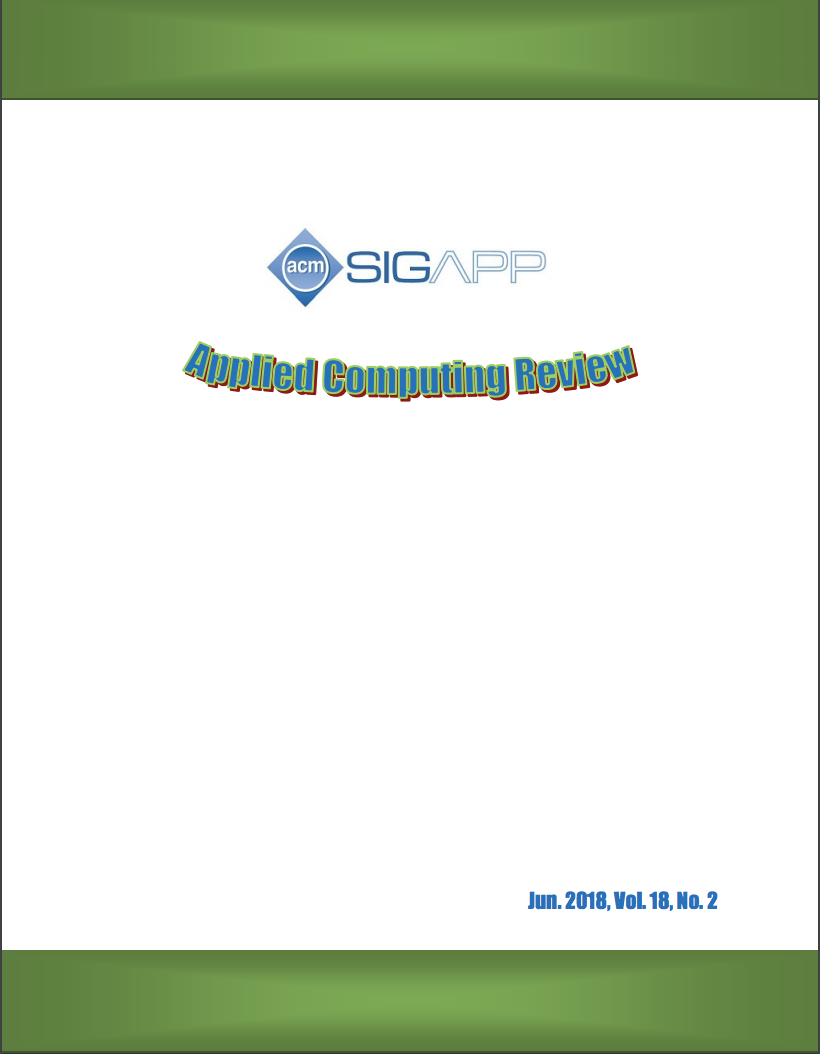 acm SIGAPP
Applied Computing Review
Jun. 2018, Vol. 18, No. 2